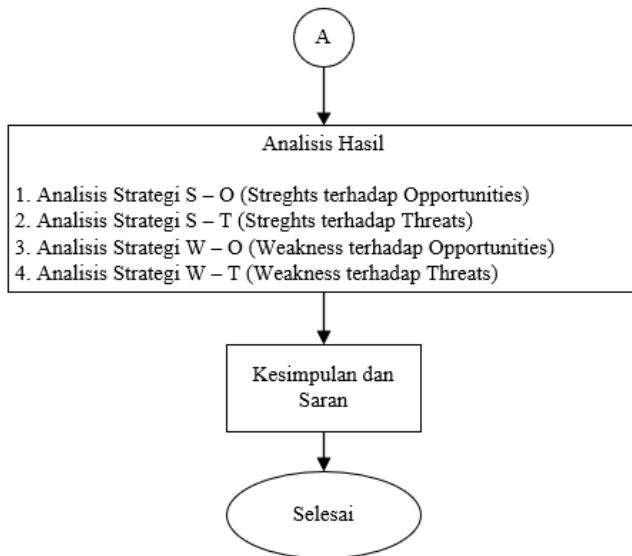 A
Analisis Hasil
1. Analisis Strategi S – O (Streghts terhadap Opportunities)
2. Analisis Strategi S – T (Streghts terhadap Threats)
3. Analisis Strategi W – O (Weakness terhadap Opportunities)
4. Analisis Strategi W – T (Weakness terhadap Threats)
Kesimpulan dan
Saran
Selesai